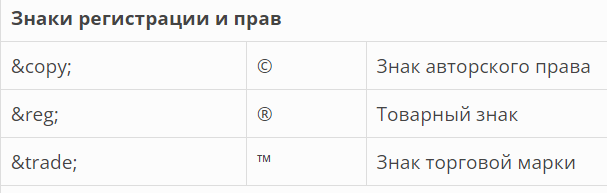 Знаки регистрации и прав
&copy; © Знак авторского права
&reg; ® Товарный знак
&trade; ™ Знак торговой марки